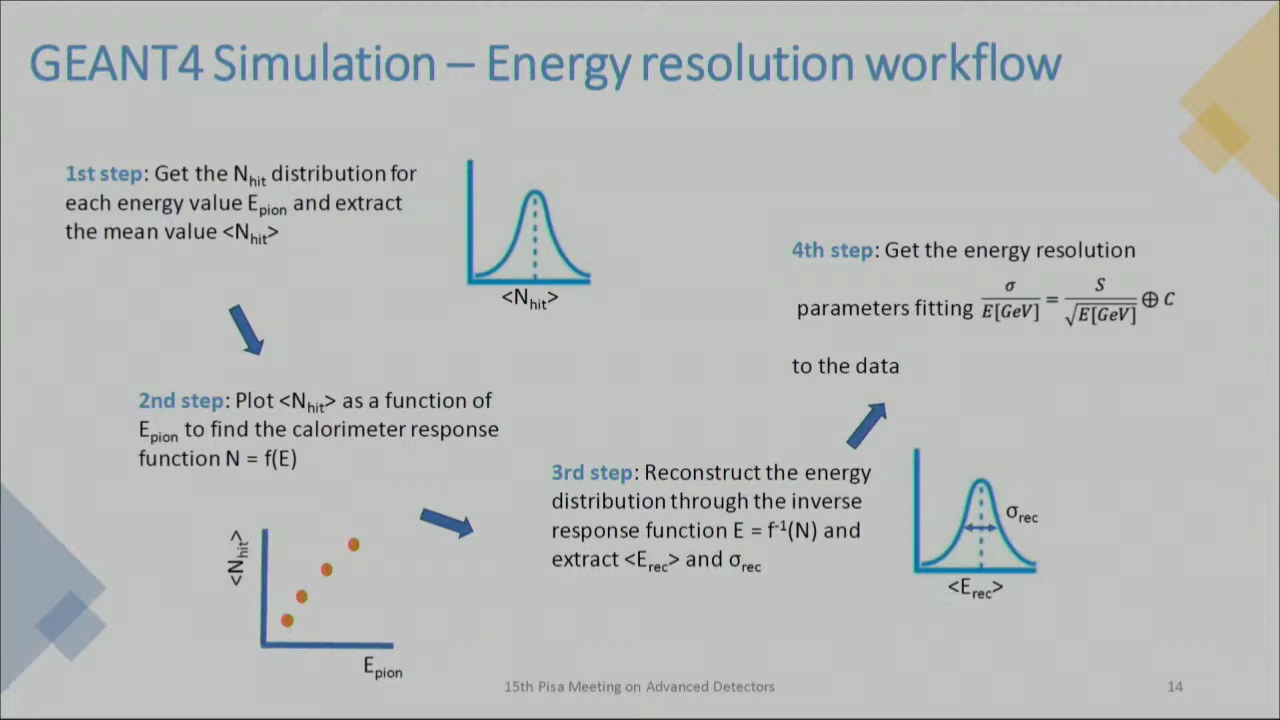 GEANT4 Simulation – Energy resolution workflow
1st step: Get the Nhit distribution for
each energy value Epion and extract
the mean value <Nhit>
<Nhit>
2nd step: Plot <Nhit> as a function of
Epion to find the calorimeter response
function N = f(E)
<Nhit>
Epion
3rd step: Reconstruct the energy
distribution through the inverse
response function E = f⁻¹(N) and
extract <Erec> and σrec
σrec
<Erec>
4th step: Get the energy resolution
parameters fitting σ/E[GeV] = S/√E[GeV] ⊕ C
to the data
15th Pisa Meeting on Advanced Detectors
14